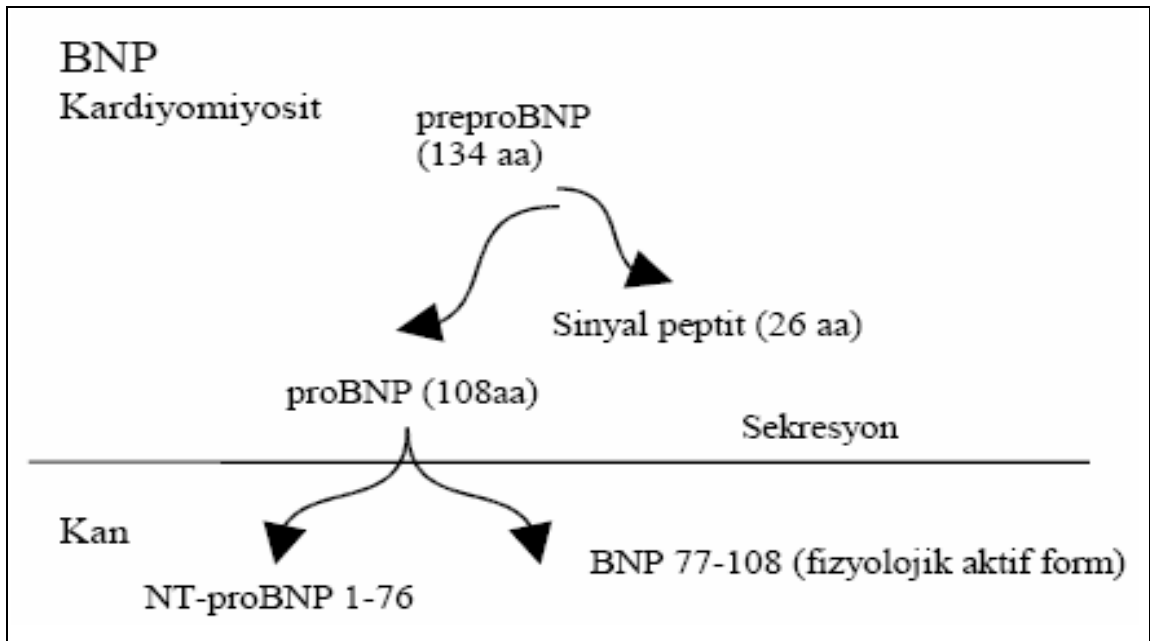 BNP
Kardiyomiyosit
preproBNP
(134 aa)
Sinyal peptit (26 aa)
proBNP (108aa)
Sekresyon
Kan
BNP 77-108 (fizyolojik aktif form)
NT-proBNP 1-76